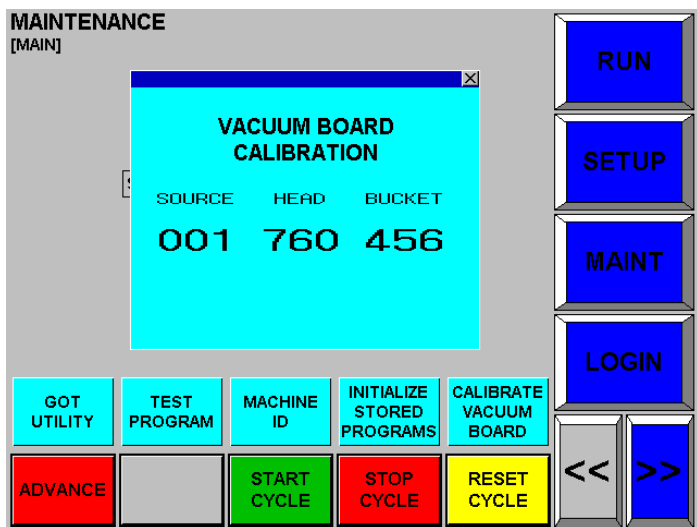 MAINTENANCE
[MAIN]
VACUUM BOARD
CALIBRATION
SOURCE HEAD BUCKET
001 760 456
RUN
SETUP
MAINT
LOGIN
GOT
UTILITY
TEST
PROGRAM
MACHINE
ID
INITIALIZE
STORED
PROGRAMS
CALIBRATE
VACUUM
BOARD
ADVANCE
START
CYCLE
STOP
CYCLE
RESET
CYCLE
<<
>>